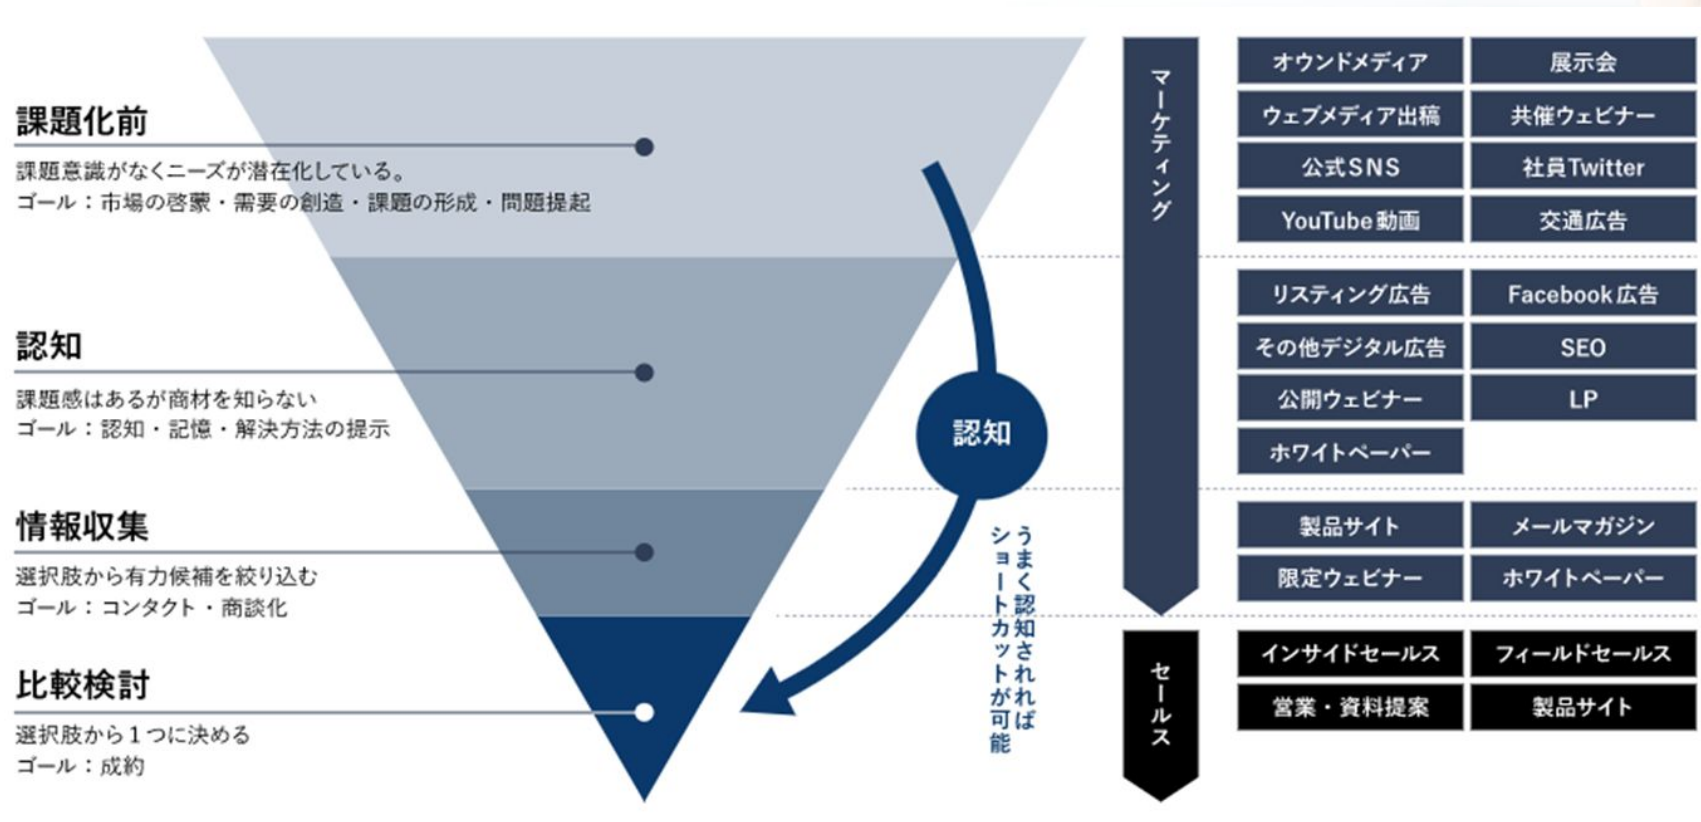 課題化前
課題意識がなくニーズが潜在化している。
ゴール：市場の啓蒙・需要の創造・課題の形成・問題提起
認知
課題感はあるが商材を知らない
ゴール：認知・記憶・解決方法の提示
情報収集
選択肢から有力候補を絞り込む
ゴール：コンタクト・商談化
比較検討
選択肢から１つに決める
ゴール：成約
認知
うまく認知されれば
ショートカットが可能
マーケティング
セールス
オウンドメディア
展示会
ウェブメディア出稿
共催ウェビナー
公式SNS
社員Twitter
YouTube動画
交通広告
リスティング広告
Facebook広告
その他デジタル広告
SEO
公開ウェビナー
LP
ホワイトペーパー
製品サイト
メールマガジン
限定ウェビナー
ホワイトペーパー
インサイドセールス
フィールドセールス
営業・資料提案
製品サイト